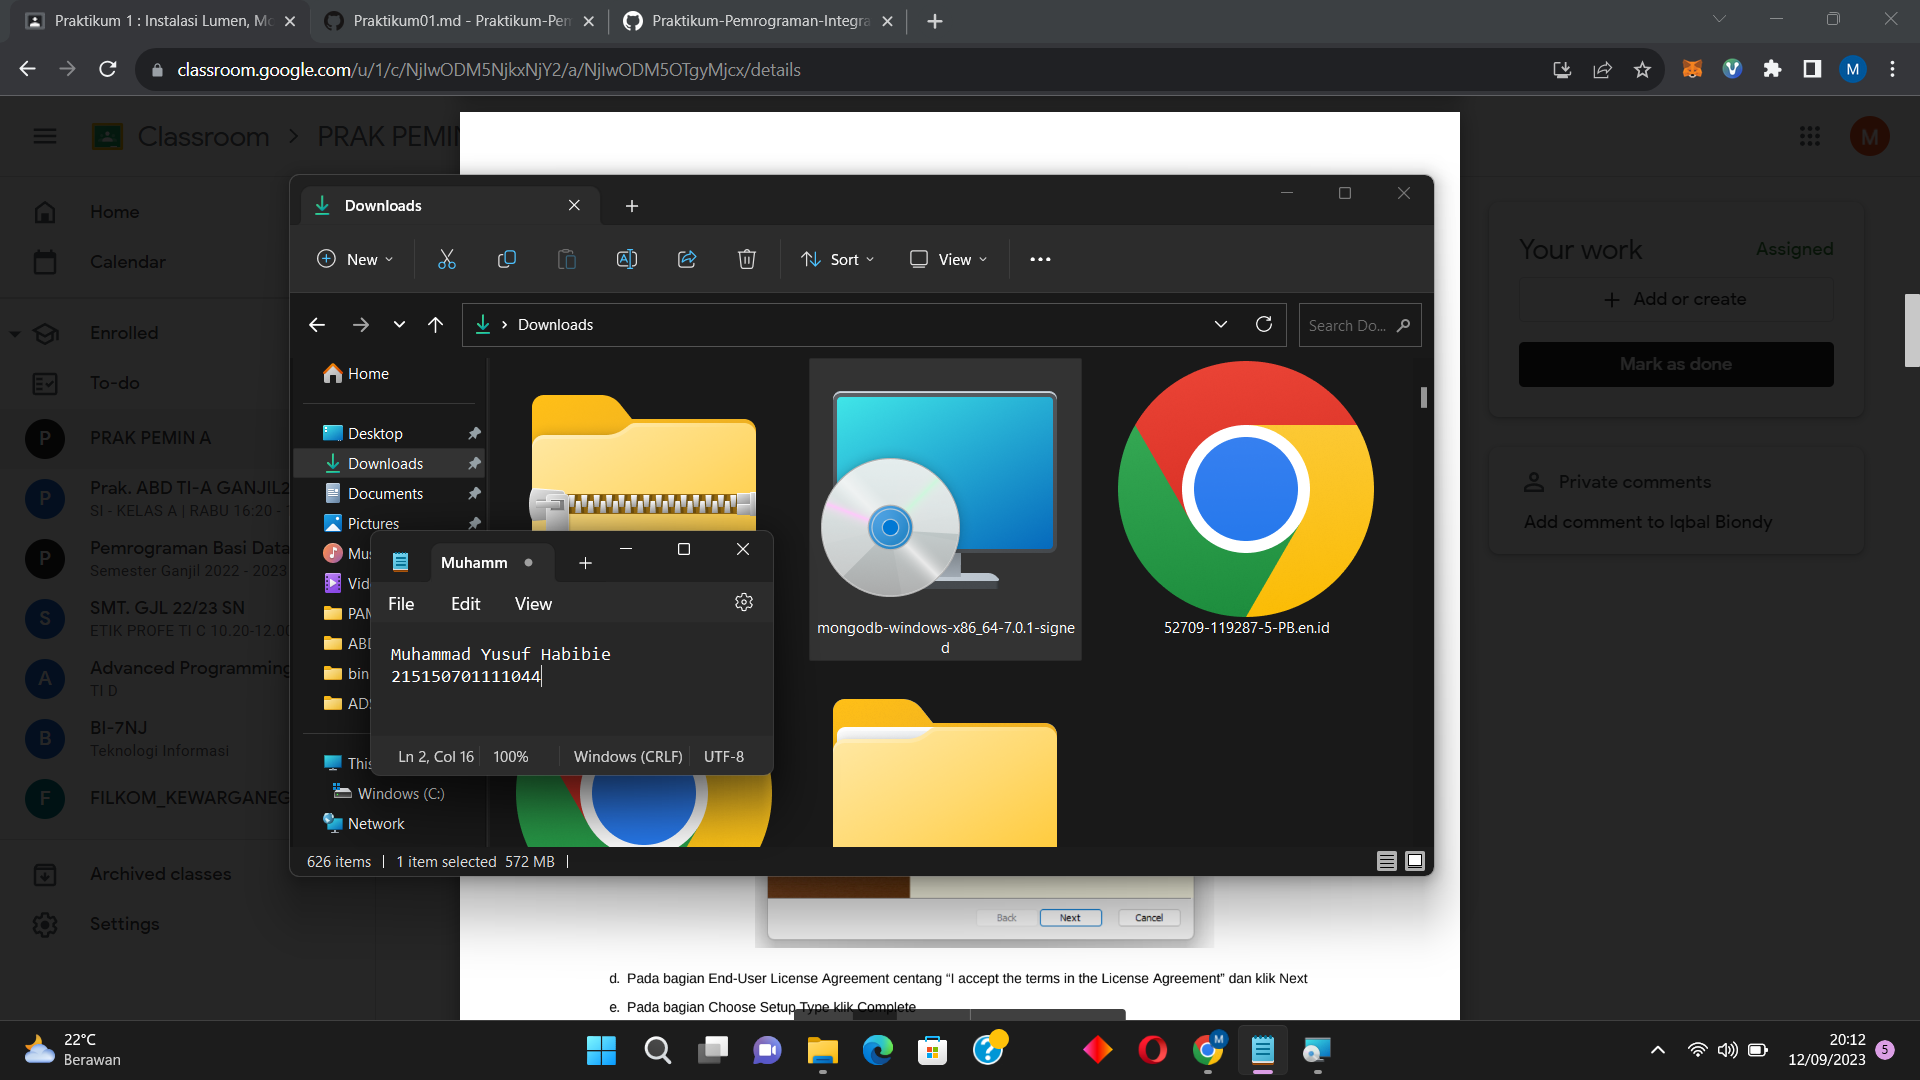 Praktikum 1 : Instalasi Lumen, Mo
Praktikum01.md - Praktikum-Pem
Praktikum-Pemrograman-Integra
classroom.google.com/u/1/c/NjIwODM5NjkxNjY2/a/NjIwODM5OTgyMjcx/details
M
Classroom
PRAK PEMIN
M
Home
Calendar
Enrolled
To-do
P
PRAK PEMIN A
P
Prak. ABD TI-A GANJIL2
SI - KELAS A | RABU 16:20 -
P
Pemrograman Basi Data
Semester Ganjil 2022 - 2023
S
SMT. GJL 22/23 SN
ETIK PROFE TI C 10.20-12.00
A
Advanced Programming
TI D
B
BI-7NJ
Teknologi Informasi
F
FILKOM_KEWARGANEG
Archived classes
Settings
Your work
Assigned
Add or create
Mark as done
Private comments
Add comment to Iqbal Biondy
Downloads
New
Sort
View
Downloads
Search Do...
Home
Desktop
Downloads
Documents
Pictures
Mus
Vid
PAM
ABD
bin
ADS
This
Windows (C:)
Network
mongodb-windows-x86_64-7.0.1-signe
d
52709-119287-5-PB.en.id
626 items
1 item selected 572 MB
Muhamm
File
Edit
View
Muhammad Yusuf Habibie
215150701111044
Ln 2, Col 16
100%
Windows (CRLF)
UTF-8
Back
Next
Cancel
d. Pada bagian End-User License Agreement centang “I accept the terms in the License Agreement” dan klik Next
e. Pada bagian Choose Setup Type klik Complete
22°C
Berawan
M
20:12
12/09/2023
5